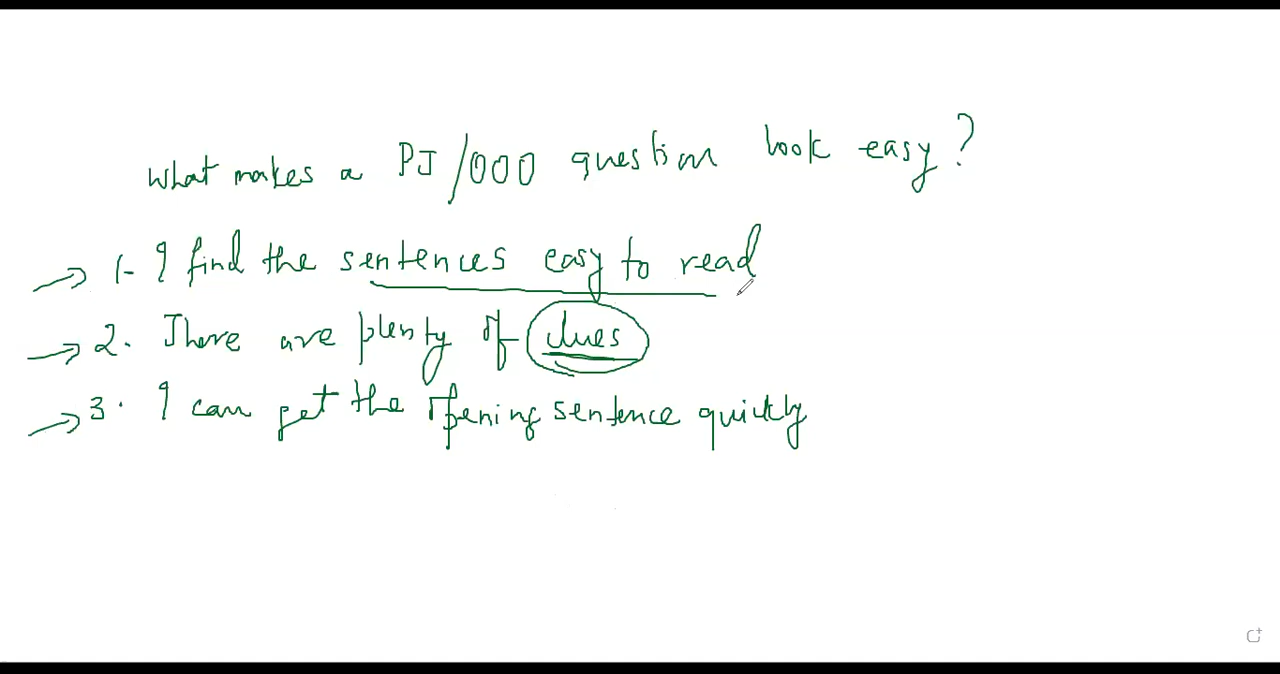 What makes a PJ/OOO question look easy?
1- I find the sentences easy to read
2. There are plenty of clues
3. I can get the opening sentence quickly